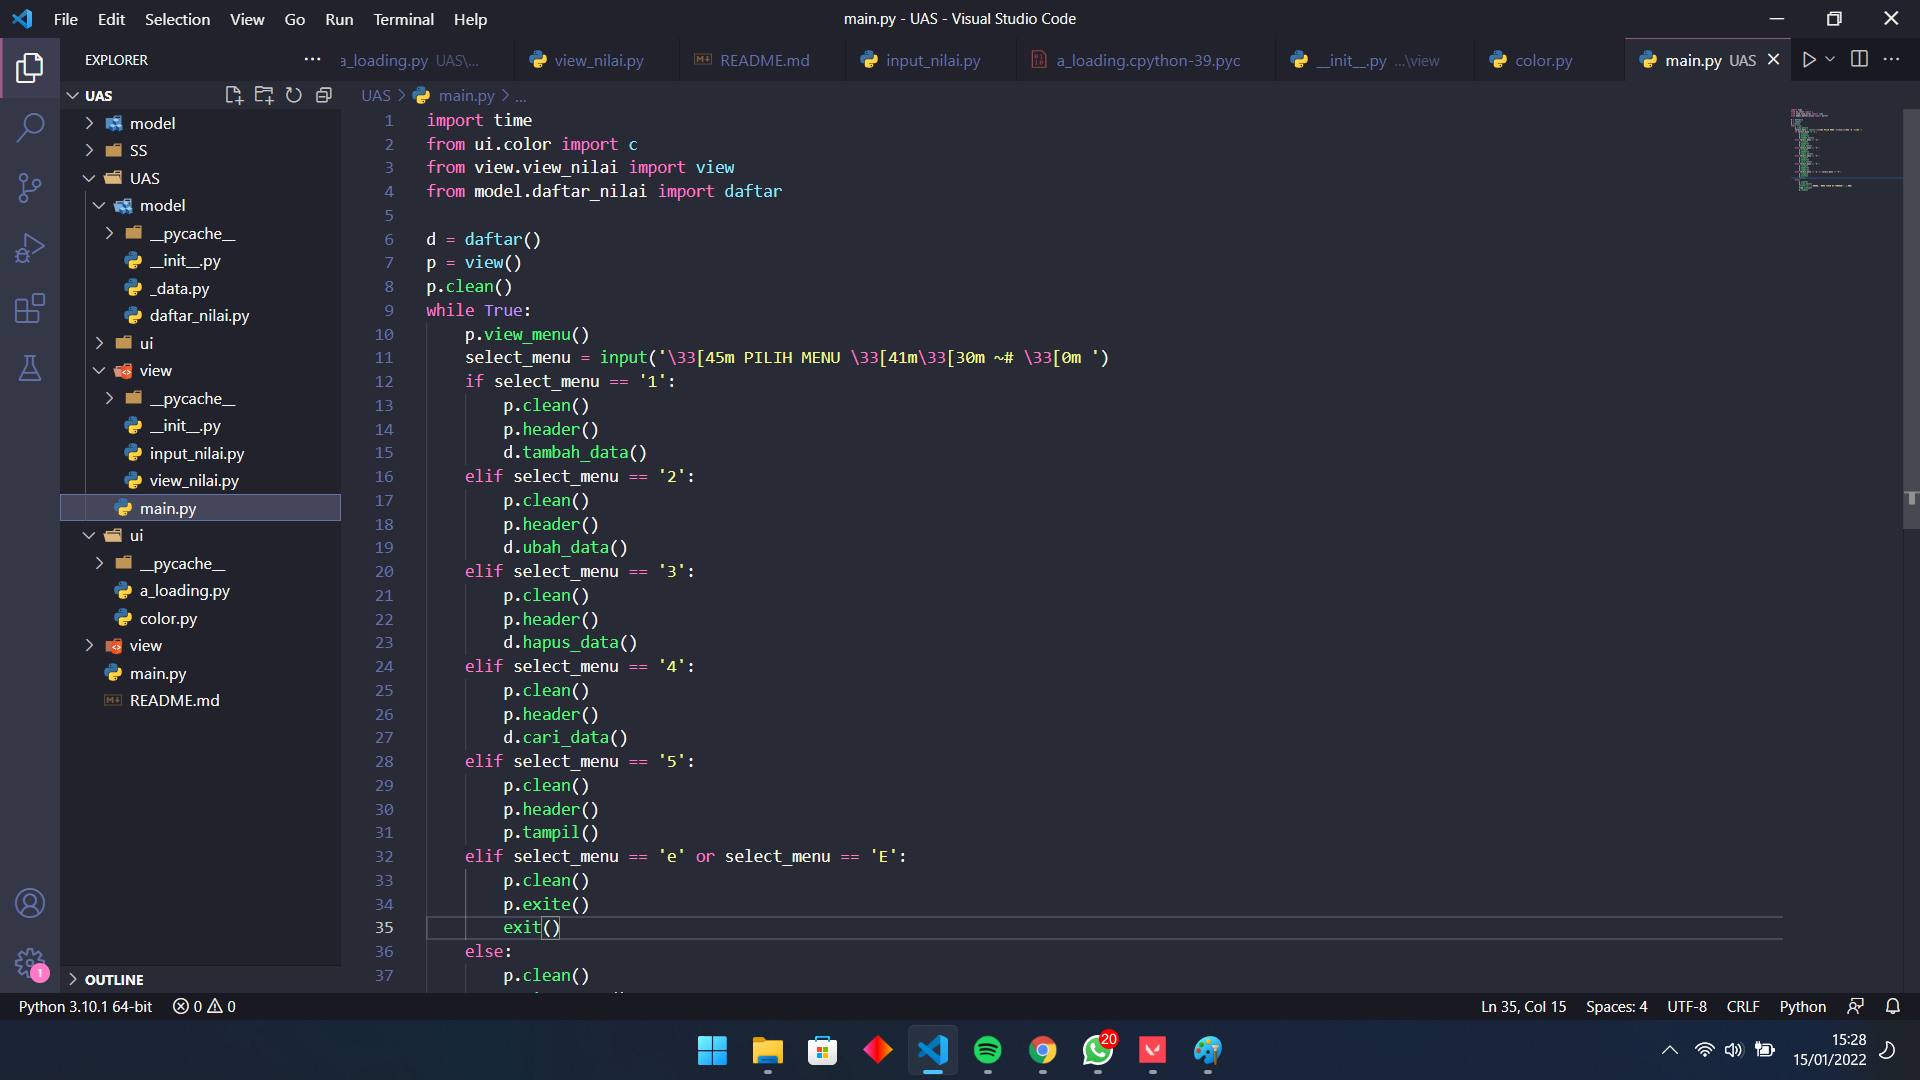 File Edit Selection View Go Run Terminal Help
main.py - UAS - Visual Studio Code
EXPLORER
a_loading.py UAS\...
view_nilai.py
README.md
input_nilai.py
a_loading.cpython-39.pyc
__init__.py ...\view
color.py
main.py UAS
UAS
model
SS
UAS
model
__pycache__
__init__.py
_data.py
daftar_nilai.py
ui
view
__pycache__
__init__.py
input_nilai.py
view_nilai.py
main.py
ui
__pycache__
a_loading.py
color.py
view
main.py
README.md
OUTLINE
UAS > main.py > ...
1 import time
2 from ui.color import c
3 from view.view_nilai import view
4 from model.daftar_nilai import daftar
5
6 d = daftar()
7 p = view()
8 p.clean()
9 while True:
10 p.view_menu()
11 select_menu = input('\33[45m PILIH MENU \33[41m\33[30m ~# \33[0m ')
12 if select_menu == '1':
13 p.clean()
14 p.header()
15 d.tambah_data()
16 elif select_menu == '2':
17 p.clean()
18 p.header()
19 d.ubah_data()
20 elif select_menu == '3':
21 p.clean()
22 p.header()
23 d.hapus_data()
24 elif select_menu == '4':
25 p.clean()
26 p.header()
27 d.cari_data()
28 elif select_menu == '5':
29 p.clean()
30 p.header()
31 p.tampil()
32 elif select_menu == 'e' or select_menu == 'E':
33 p.clean()
34 p.exite()
35 exit()
36 else:
37 p.clean()
1
Python 3.10.1 64-bit 0 0
Ln 35, Col 15 Spaces: 4 UTF-8 CRLF Python
20
15:28
15/01/2022